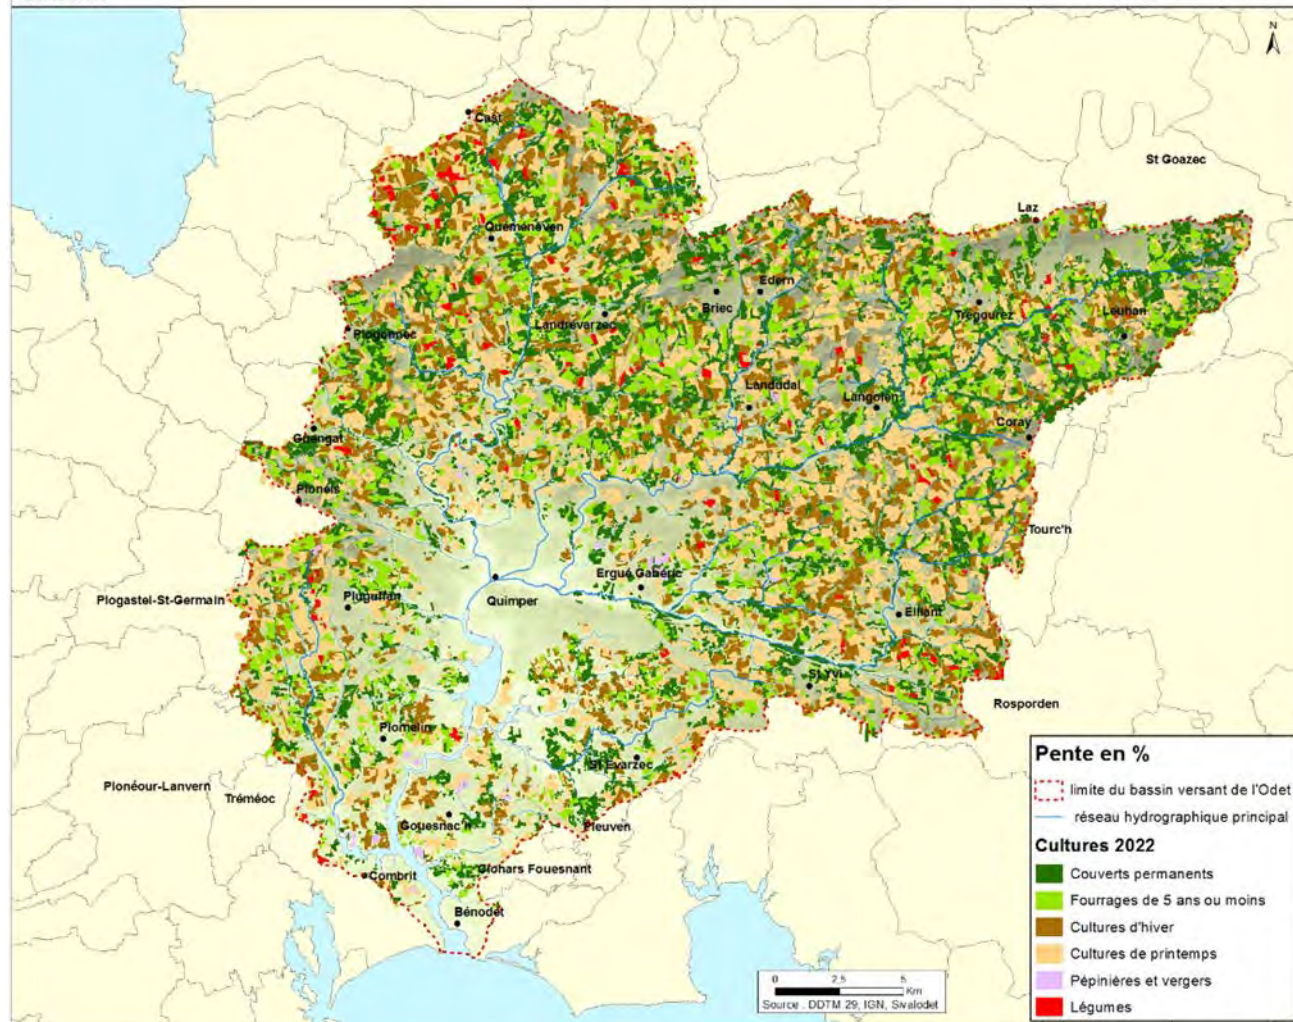 N
Cast
St Goazec
Laz
Quéménéven
Edern
Briec
Trégourez
Leuhan
Landrévarzec
Plogonnec
Landudal
Langolen
Coray
Guengat
Plonéis
Tourc'h
Ergué Gabéric
Plogastel-St-Germain
Quimper
Pluguffan
Elliant
St Yvi
Rosporden
Plomelin
St Evarzec
Plonéour-Lanvern
Tréméoc
Gouesnac'h
Pleuven
Clohars Fouesnant
Combrit
Bénodet
Pente en %
limite du bassin versant de l'Odet
réseau hydrographique principal
Cultures 2022
Couverts permanents
Fourrages de 5 ans ou moins
Cultures d'hiver
Cultures de printemps
Pépinières et vergers
Légumes
0 2,5 5
Km
Source : DDTM 29, IGN, Sivalodet